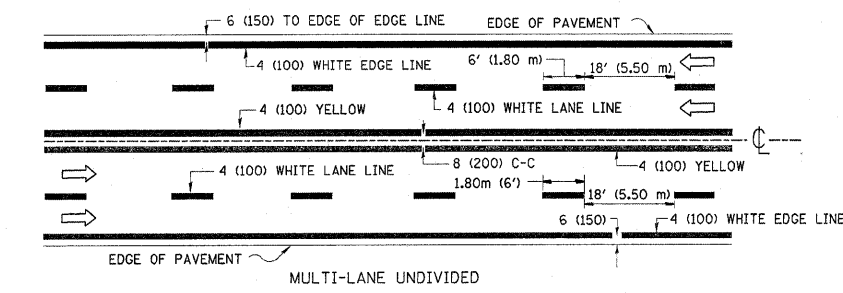 6 (150) TO EDGE OF EDGE LINE
EDGE OF PAVEMENT
4 (100) WHITE EDGE LINE
6' (1.80 m)
18' (5.50 m)
4 (100) YELLOW
4 (100) WHITE LANE LINE
℄
4 (100) WHITE LANE LINE
8 (200) C-C
4 (100) YELLOW
1.80m (6')
18' (5.50 m)
6 (150)
4 (100) WHITE EDGE LINE
EDGE OF PAVEMENT
MULTI-LANE UNDIVIDED